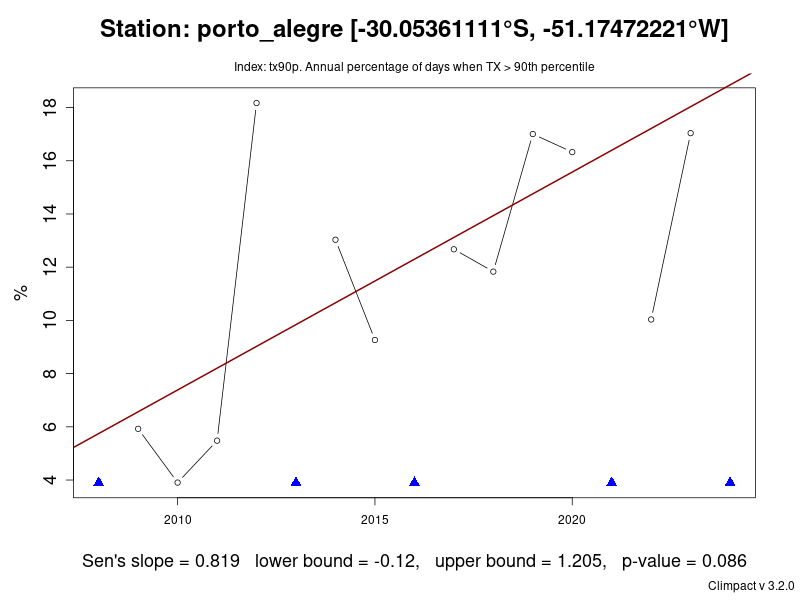 Station: porto_alegre [-30.05361111°S, -51.17472221°W]
Index: tx90p. Annual percentage of days when TX > 90th percentile
18
16
14
12
10
8
6
4
%
2010 2015 2020
Sen's slope = 0.819 lower bound = -0.12, upper bound = 1.205, p-value = 0.086
Climpact v 3.2.0